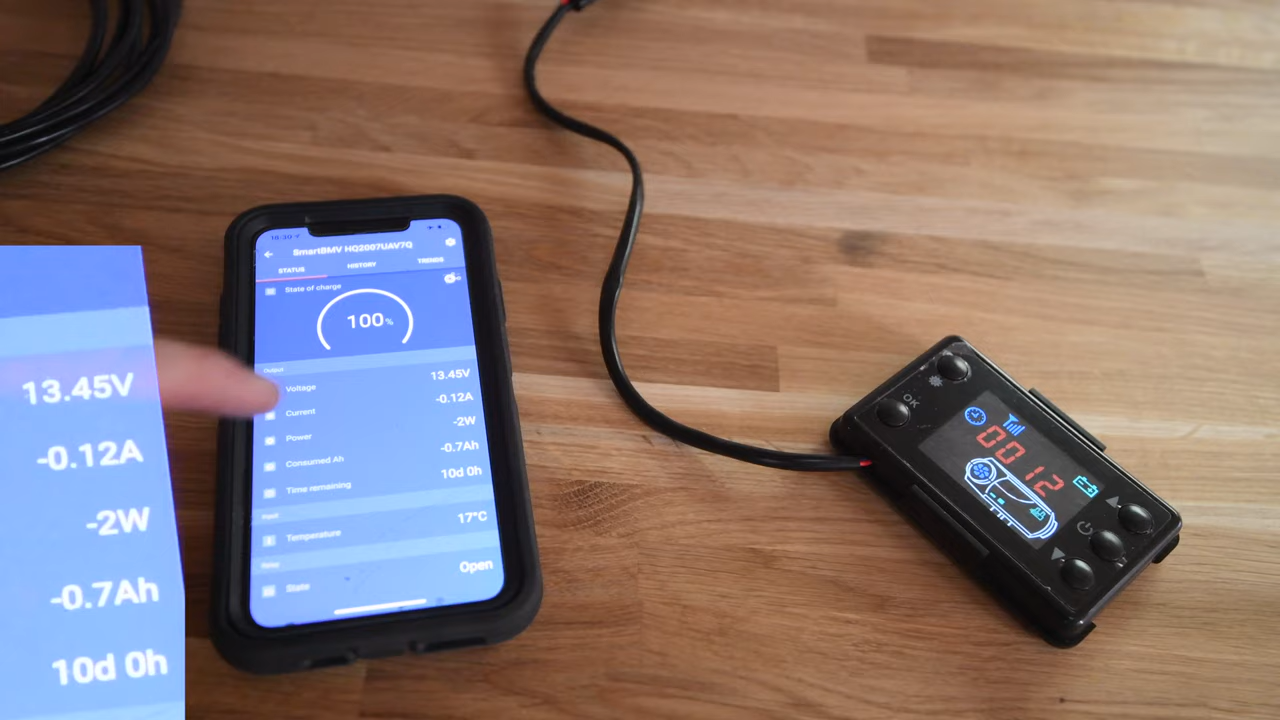 18:39
SmartBMV HQ2007UAV7Q
STATUS HISTORY TRENDS
State of charge
100%
Output
Voltage 13.45V
Current -0.12A
Power -2W
Consumed Ah -0.7Ah
Time remaining 10d 0h
Input
Temperature 17°C
Relay
State Open
13.45V
-0.12A
-2W
-0.7Ah
10d 0h
OK
0012